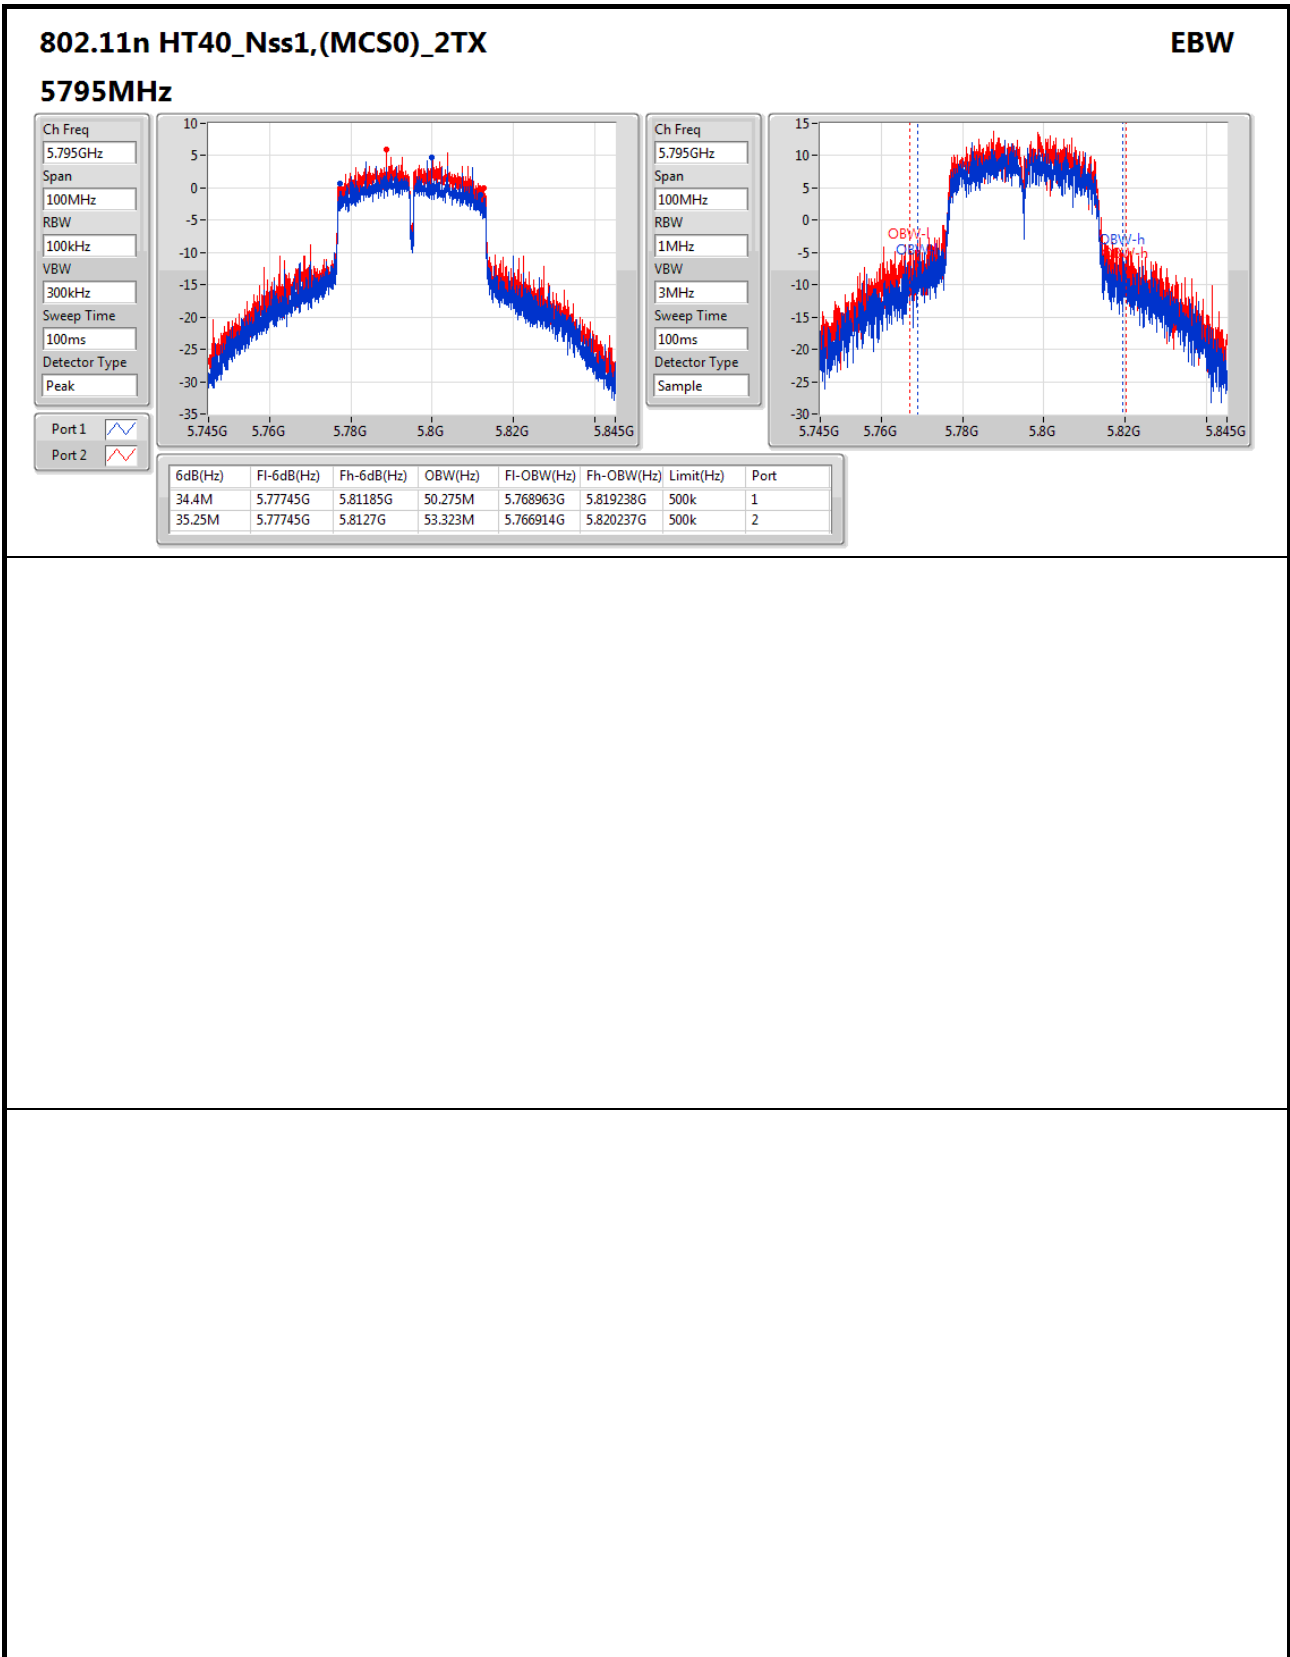 802.11n HT40_Nss1,(MCS0)_2TX EBW
5795MHz
Ch Freq
5.795GHz
Span
100MHz
RBW
100kHz
VBW
300kHz
Sweep Time
100ms
Detector Type
Peak
Port 1
Port 2
10
5
0
-5
-10
-15
-20
-25
-30
-35
5.745G 5.76G 5.78G 5.8G 5.82G 5.845G
Ch Freq
5.795GHz
Span
100MHz
RBW
1MHz
VBW
3MHz
Sweep Time
100ms
Detector Type
Sample
15
10
5
0
-5
-10
-15
-20
-25
-30
OBW-l
OBW-h
5.745G 5.76G 5.78G 5.8G 5.82G 5.845G
6dB(Hz) Fl-6dB(Hz) Fh-6dB(Hz) OBW(Hz) Fl-OBW(Hz) Fh-OBW(Hz) Limit(Hz) Port
34.4M 5.77745G 5.81185G 50.275M 5.768963G 5.819238G 500k 1
35.25M 5.77745G 5.8127G 53.323M 5.766914G 5.820237G 500k 2